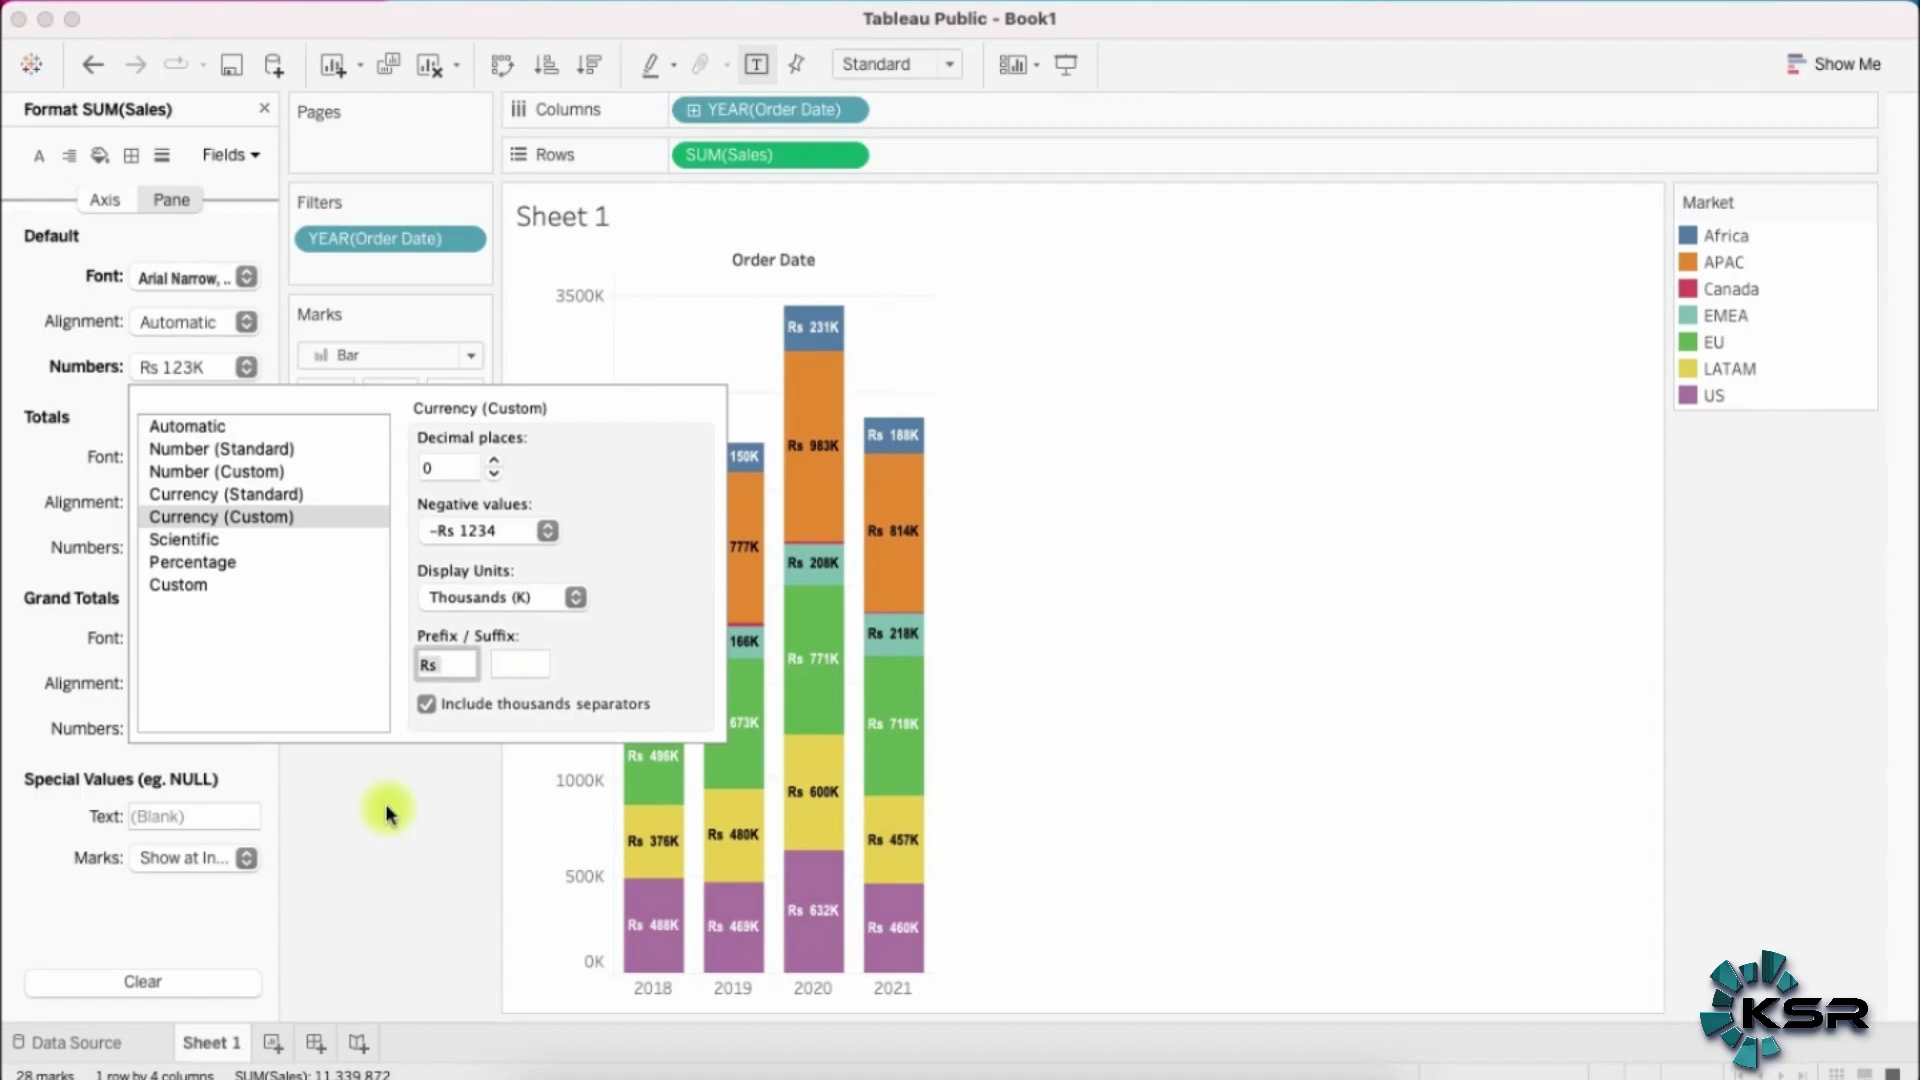 Tableau Public - Book1
Standard
Show Me
Format SUM(Sales)
Fields
Axis
Pane
Default
Font: Arial Narrow, ..
Alignment: Automatic
Numbers: Rs 123K
Totals
Font:
Alignment:
Numbers:
Grand Totals
Font:
Alignment:
Numbers:
Special Values (eg. NULL)
Text: (Blank)
Marks: Show at In...
Clear
Pages
Filters
YEAR(Order Date)
Marks
Bar
Columns
YEAR(Order Date)
Rows
SUM(Sales)
Automatic
Number (Standard)
Number (Custom)
Currency (Standard)
Currency (Custom)
Scientific
Percentage
Custom
Currency (Custom)
Decimal places:
0
Negative values:
-Rs 1234
Display Units:
Thousands (K)
Prefix / Suffix:
Rs
Include thousands separators
Sheet 1
Order Date
3500K
1000K
500K
0K
Rs 496K
Rs 376K
Rs 488K
150K
777K
166K
673K
Rs 480K
Rs 469K
Rs 231K
Rs 983K
Rs 208K
Rs 771K
Rs 600K
Rs 632K
Rs 188K
Rs 814K
Rs 218K
Rs 718K
Rs 457K
Rs 460K
2018 2019 2020 2021
Market
Africa
APAC
Canada
EMEA
EU
LATAM
US
KSR
Data Source
Sheet 1
28 marks 1 row by 4 columns SUM(Sales): 11,339,872